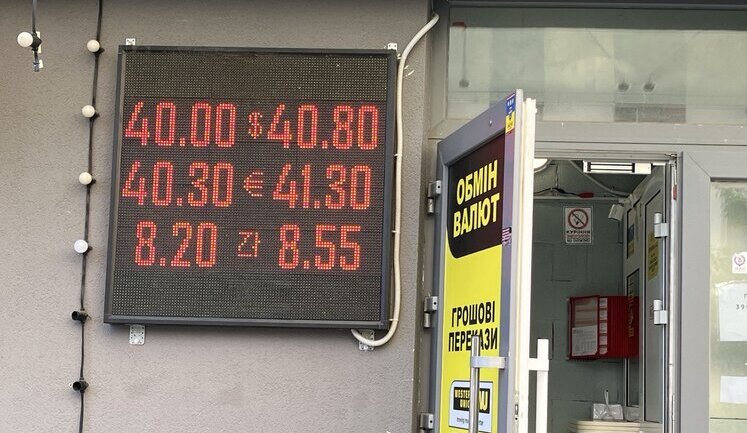 40.00 $ 40.80
40.30 € 41.30
8.20 zł 8.55
ОБМІН
ВАЛЮТ
ГРОШОВІ
ПЕРЕКАЗИ
WESTERN
UNION WU